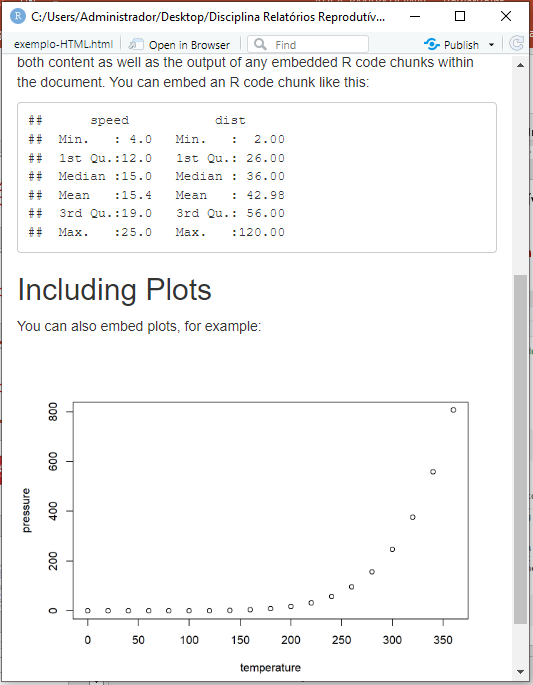 C:/Users/Administrador/Desktop/Disciplina Relatórios Reprodutív...
exemplo-HTML.html Open in Browser Find Publish
both content as well as the output of any embedded R code chunks within
the document. You can embed an R code chunk like this:
## speed dist
## Min. : 4.0 Min. : 2.00
## 1st Qu.:12.0 1st Qu.: 26.00
## Median :15.0 Median : 36.00
## Mean :15.4 Mean : 42.98
## 3rd Qu.:19.0 3rd Qu.: 56.00
## Max. :25.0 Max. :120.00
Including Plots
You can also embed plots, for example:
800
600
400
200
0
pressure
0 50 100 150 200 250 300 350
temperature